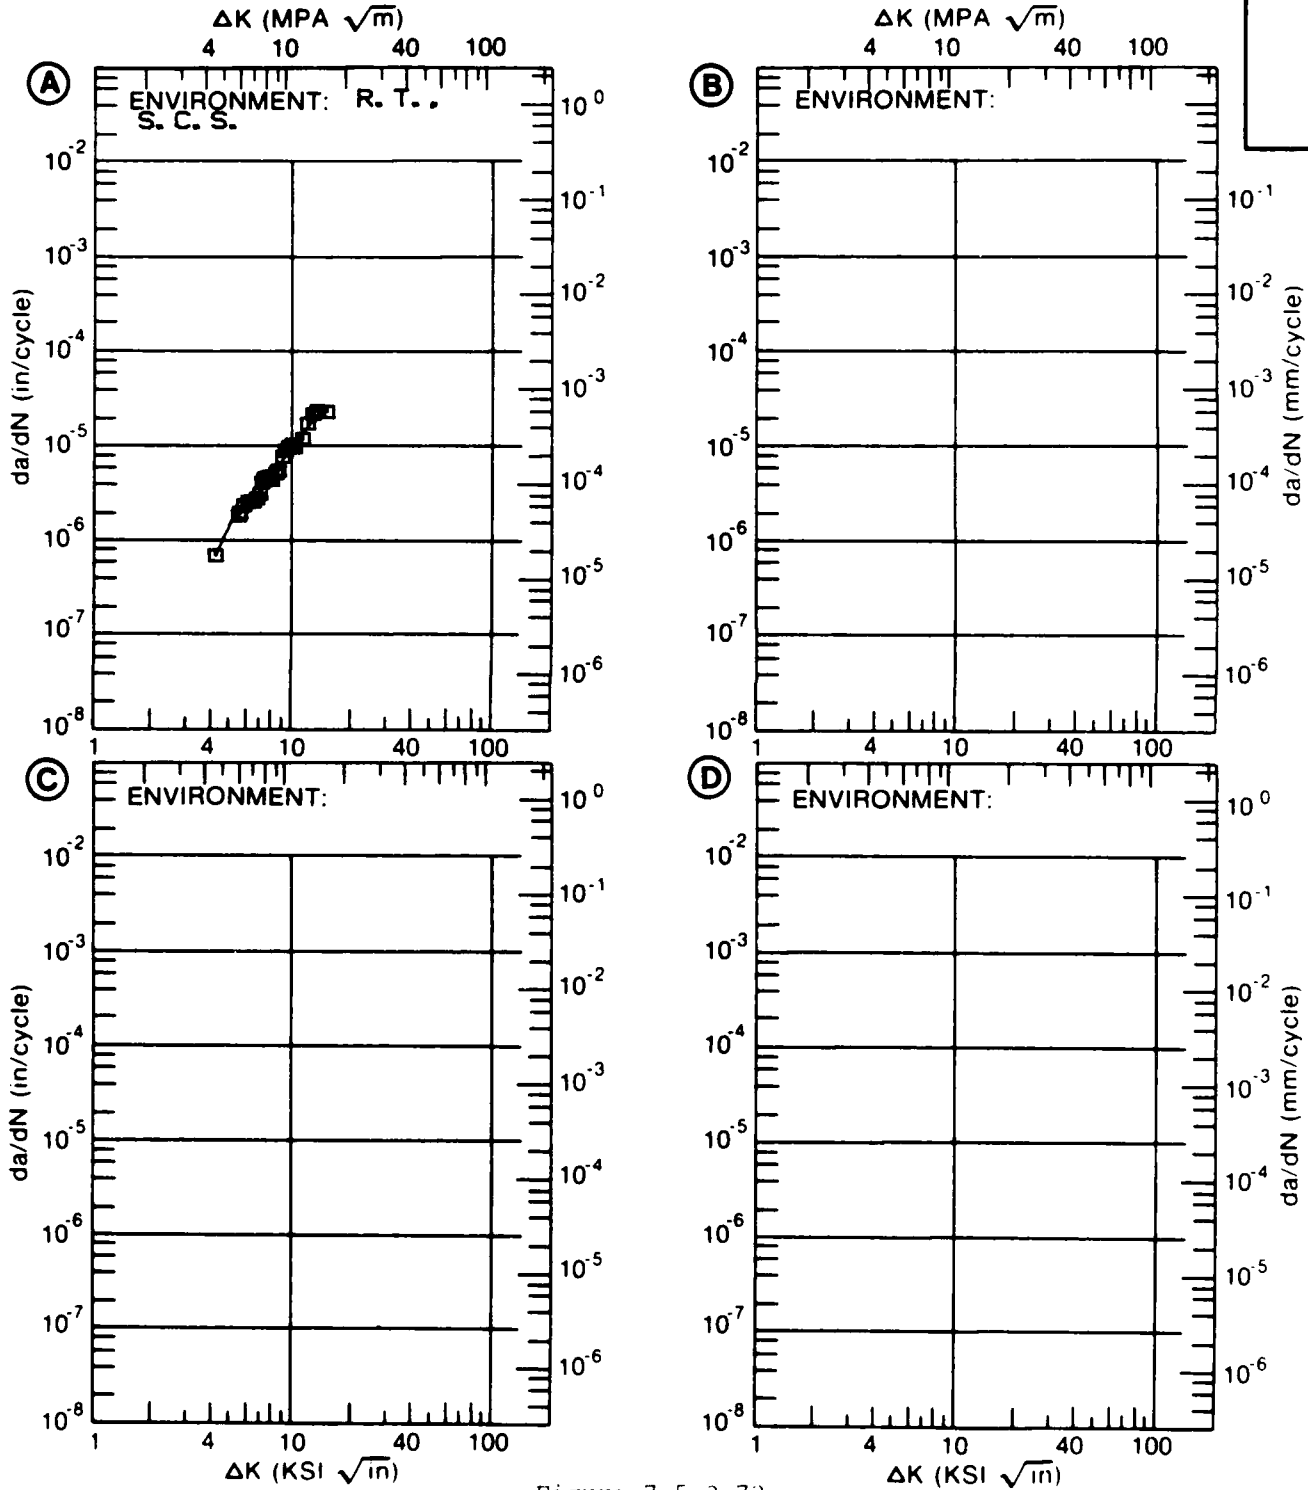 ΔK (MPA √m) ΔK (MPA √m)
4 10 40 100 4 10 40 100
A B
ENVIRONMENT: R. T. . ENVIRONMENT:
S. C. S.
10⁰
10⁻² 10⁻²
10⁻¹ 10⁻¹
10⁻³ 10⁻³
10⁻² 10⁻²
da/dN (in/cycle) da/dN (mm/cycle)
10⁻⁴ 10⁻⁴
10⁻³ 10⁻³
10⁻⁵ 10⁻⁵
10⁻⁴ 10⁻⁴
10⁻⁶ 10⁻⁶
10⁻⁵ 10⁻⁵
10⁻⁷ 10⁻⁷
10⁻⁶ 10⁻⁶
10⁻⁸ 10⁻⁸
1 4 10 40 100 1 4 10 40 100
C D
ENVIRONMENT: ENVIRONMENT:
10⁰ 10⁰
10⁻² 10⁻²
10⁻¹ 10⁻¹
10⁻³ 10⁻³
10⁻² 10⁻²
da/dN (in/cycle) da/dN (mm/cycle)
10⁻⁴ 10⁻⁴
10⁻³ 10⁻³
10⁻⁵ 10⁻⁵
10⁻⁴ 10⁻⁴
10⁻⁶ 10⁻⁶
10⁻⁵ 10⁻⁵
10⁻⁷ 10⁻⁷
10⁻⁶ 10⁻⁶
10⁻⁸ 10⁻⁸
1 4 10 40 100 1 4 10 40 100
ΔK (KSI √in) ΔK (KSI √in)
Figure